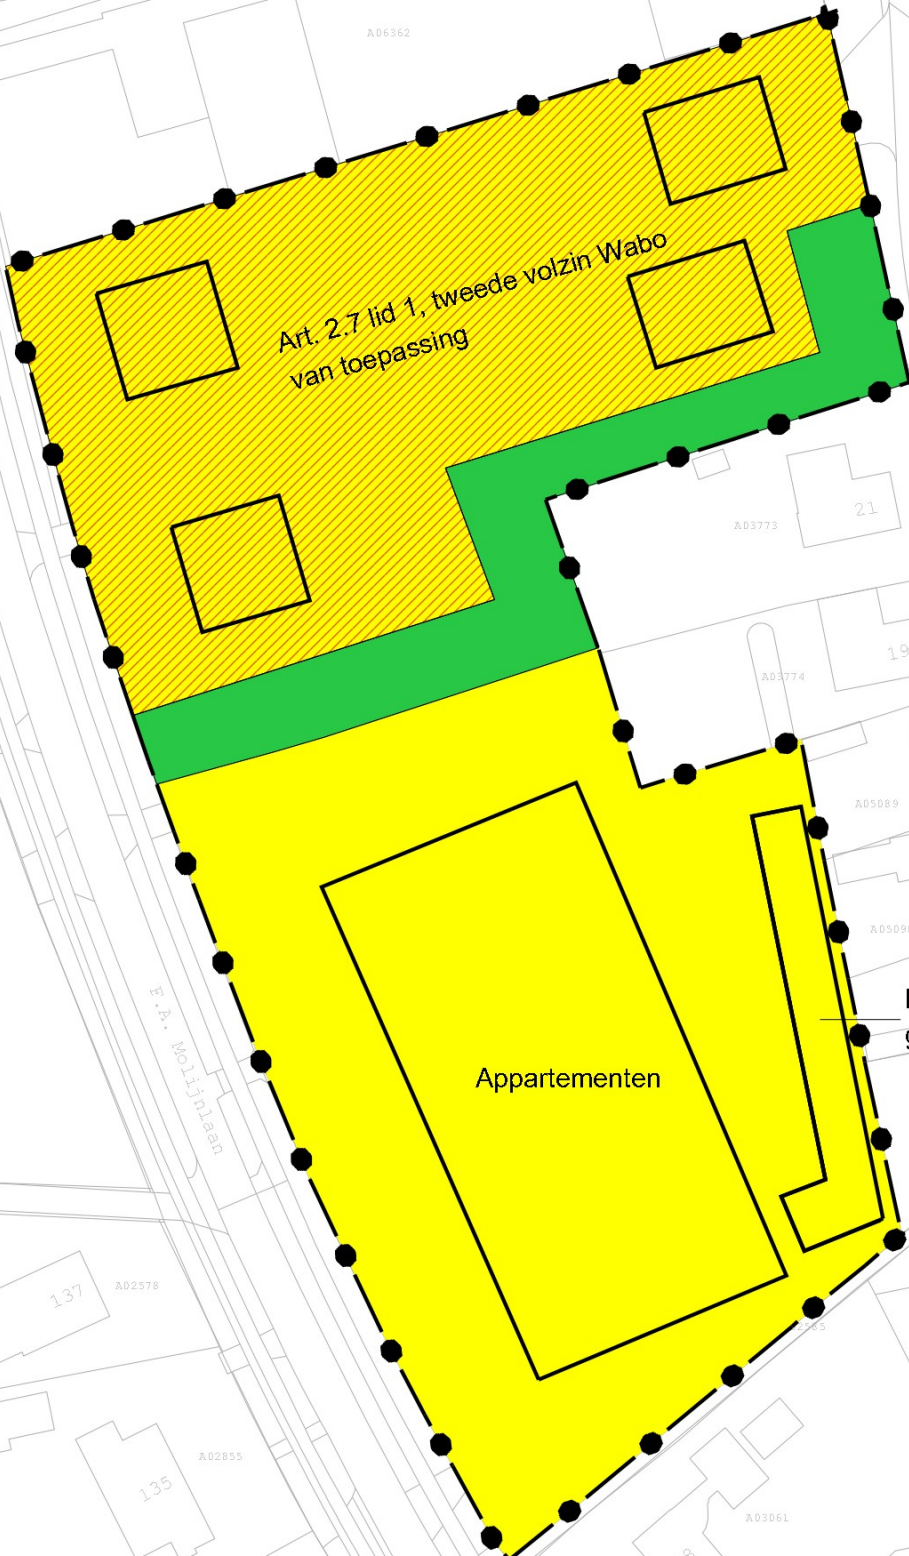 A06362
Art. 2.7 lid 1, tweede volzin Wabo
van toepassing
A03773
21
19
A03774
A05089
F.A. Molijnlaan
Appartementen
137
A02578
135
A02855
A03061